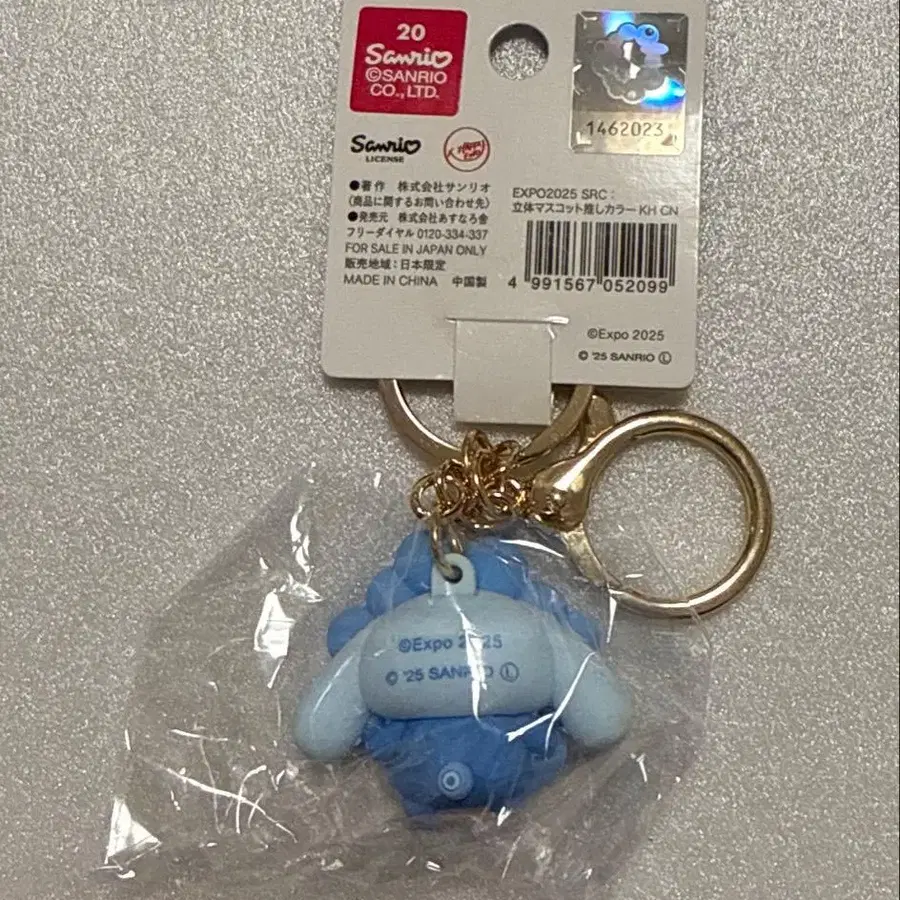 20
Sanrio
©SANRIO
CO., LTD.
1462023
Sanrio
LICENSE
●著作 株式会社サンリオ
(商品に関するお問い合わせ先)
●発売元 株式会社あすなろ舎
フリーダイヤル 0120-334-337
FOR SALE IN JAPAN ONLY
販売地域:日本限定
MADE IN CHINA 中国製
EXPO2025 SRC:
立体マスコット推しカラー KH CN
4 991567 052099
©Expo 2025
© '25 SANRIO Ⓛ
©Expo 2025
© '25 SANRIO Ⓛ